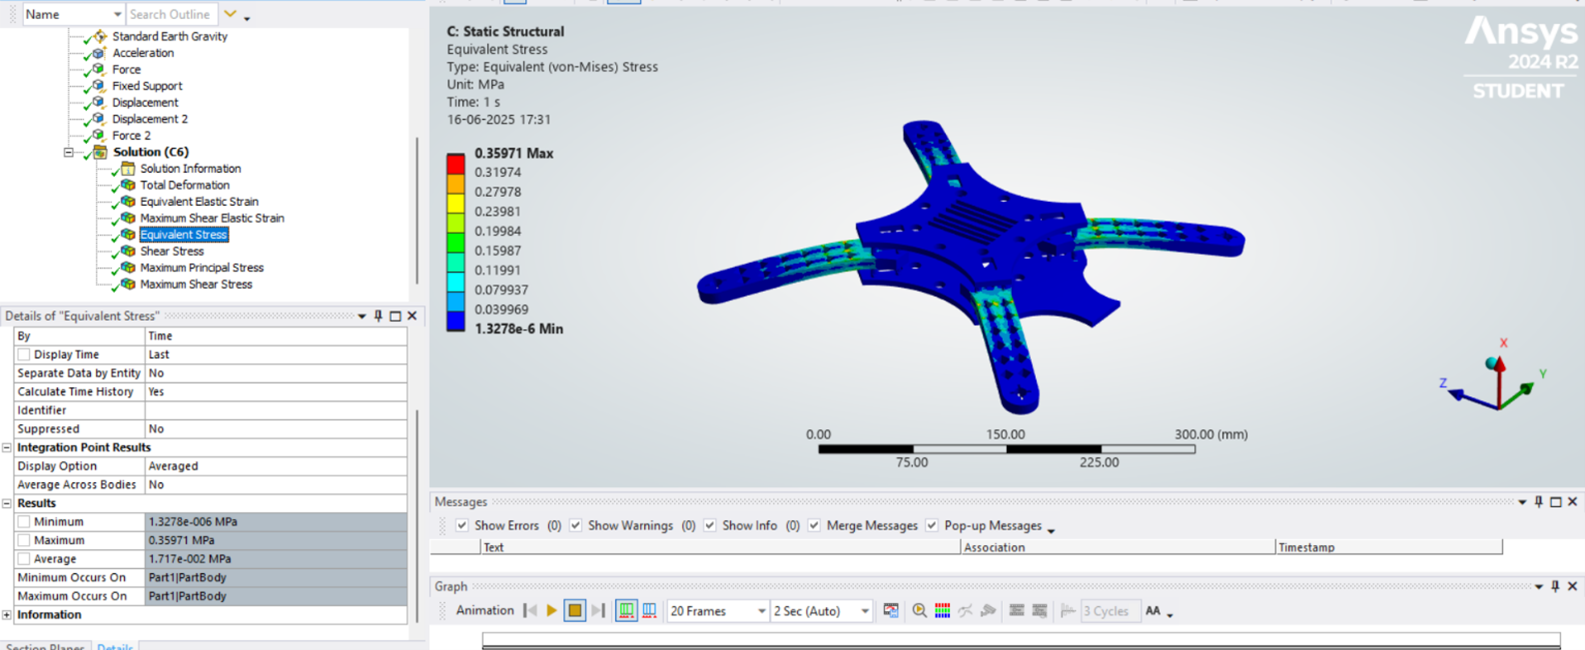 Name
Search Outline
Standard Earth Gravity
Acceleration
Force
Fixed Support
Displacement
Displacement 2
Force 2
Solution (C6)
Solution Information
Total Deformation
Equivalent Elastic Strain
Maximum Shear Elastic Strain
Equivalent Stress
Shear Stress
Maximum Principal Stress
Maximum Shear Stress
Details of "Equivalent Stress"
By Time
Display Time Last
Separate Data by Entity No
Calculate Time History Yes
Identifier
Suppressed No
Integration Point Results
Display Option Averaged
Average Across Bodies No
Results
Minimum 1.3278e-006 MPa
Maximum 0.35971 MPa
Average 1.717e-002 MPa
Minimum Occurs On Part1|PartBody
Maximum Occurs On Part1|PartBody
Information
Section Planes Details
C: Static Structural
Equivalent Stress
Type: Equivalent (von-Mises) Stress
Unit: MPa
Time: 1 s
16-06-2025 17:31
0.35971 Max
0.31974
0.27978
0.23981
0.19984
0.15987
0.11991
0.079937
0.039969
1.3278e-6 Min
Ansys
2024 R2
STUDENT
X
Y
Z
0.00 150.00 300.00 (mm)
75.00 225.00
Messages
Show Errors (0) Show Warnings (0) Show Info (0) Merge Messages Pop-up Messages
Text Association Timestamp
Graph
Animation 20 Frames 2 Sec (Auto) 3 Cycles AA